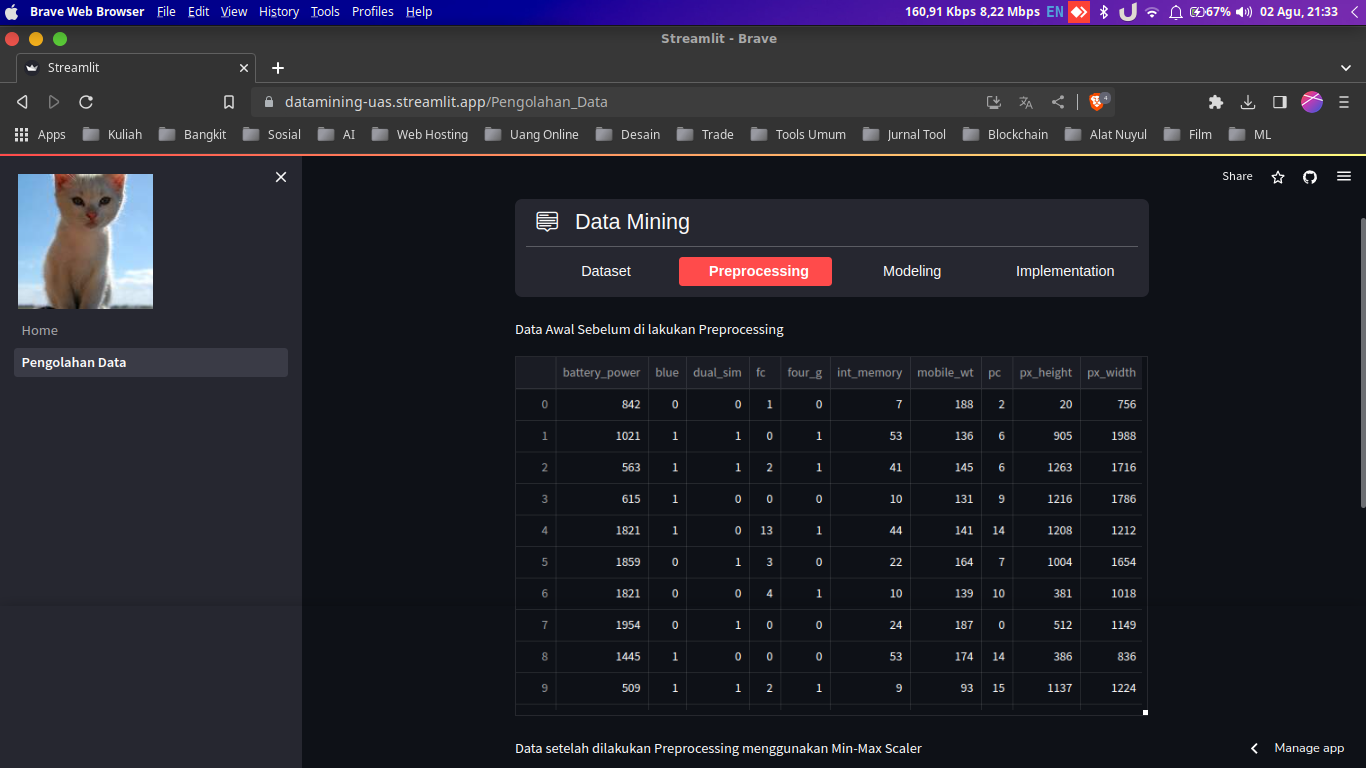 Brave Web Browser File Edit View History Tools Profiles Help 160,91 Kbps 8,22 Mbps EN 67% 02 Agu, 21:33
Streamlit - Brave
Streamlit
datamining-uas.streamlit.app/Pengolahan_Data 4
Apps Kuliah Bangkit Sosial AI Web Hosting Uang Online Desain Trade Tools Umum Jurnal Tool Blockchain Alat Nuyul Film ML
Share
Home
Pengolahan Data
Data Mining
Dataset Preprocessing Modeling Implementation
Data Awal Sebelum di lakukan Preprocessing
battery_power blue dual_sim fc four_g int_memory mobile_wt pc px_height px_width
0 842 0 0 1 0 7 188 2 20 756
1 1021 1 1 0 1 53 136 6 905 1988
2 563 1 1 2 1 41 145 6 1263 1716
3 615 1 0 0 0 10 131 9 1216 1786
4 1821 1 0 13 1 44 141 14 1208 1212
5 1859 0 1 3 0 22 164 7 1004 1654
6 1821 0 0 4 1 10 139 10 381 1018
7 1954 0 1 0 0 24 187 0 512 1149
8 1445 1 0 0 0 53 174 14 386 836
9 509 1 1 2 1 9 93 15 1137 1224
Data setelah dilakukan Preprocessing menggunakan Min-Max Scaler
Manage app